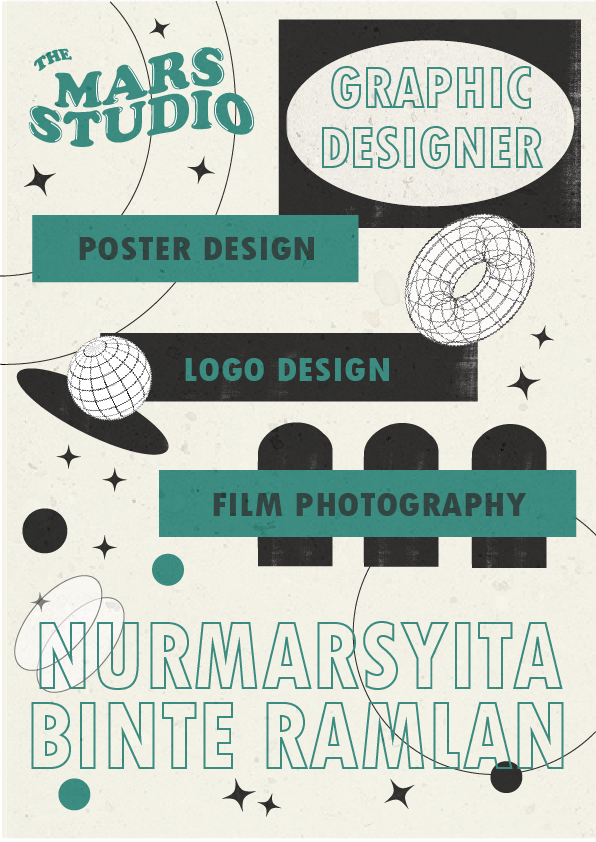 THE
MARS
STUDIO
GRAPHIC
DESIGNER
POSTER DESIGN
LOGO DESIGN
FILM PHOTOGRAPHY
NURMARSYITA
BINTE RAMLAN